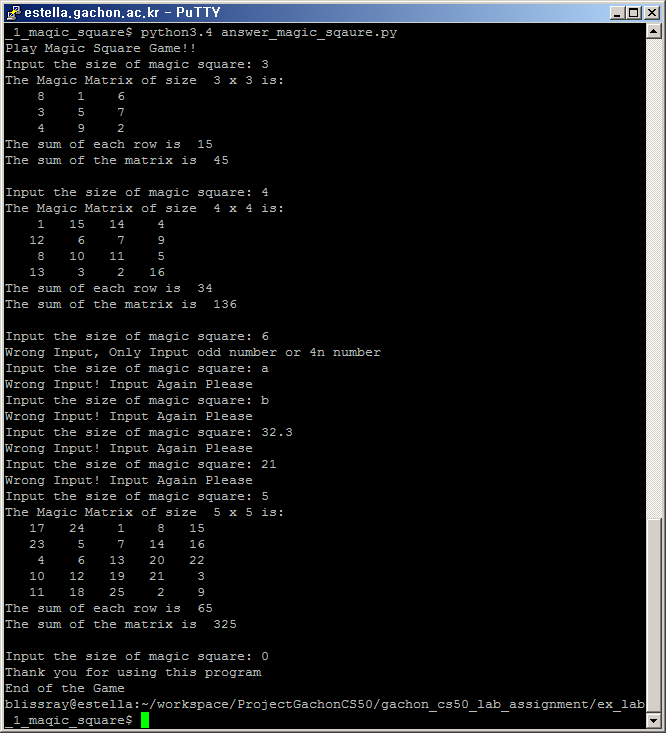 estella.gachon.ac.kr - PuTTY
_1_magic_square$ python3.4 answer_magic_sqaure.py
Play Magic Square Game!!
Input the size of magic square: 3
The Magic Matrix of size  3 x 3 is:
8 1 6
3 5 7
4 9 2
The sum of each row is  15
The sum of the matrix is  45
Input the size of magic square: 4
The Magic Matrix of size  4 x 4 is:
1 15 14 4
12 6 7 9
8 10 11 5
13 3 2 16
The sum of each row is  34
The sum of the matrix is  136
Input the size of magic square: 6
Wrong Input, Only Input odd number or 4n number
Input the size of magic square: a
Wrong Input! Input Again Please
Input the size of magic square: b
Wrong Input! Input Again Please
Input the size of magic square: 32.3
Wrong Input! Input Again Please
Input the size of magic square: 21
Wrong Input! Input Again Please
Input the size of magic square: 5
The Magic Matrix of size  5 x 5 is:
17 24 1 8 15
23 5 7 14 16
4 6 13 20 22
10 12 19 21 3
11 18 25 2 9
The sum of each row is  65
The sum of the matrix is  325
Input the size of magic square: 0
Thank you for using this program
End of the Game
blissray@estella:~/workspace/ProjectGachonCS50/gachon_cs50_lab_assignment/ex_lab
_1_magic_square$